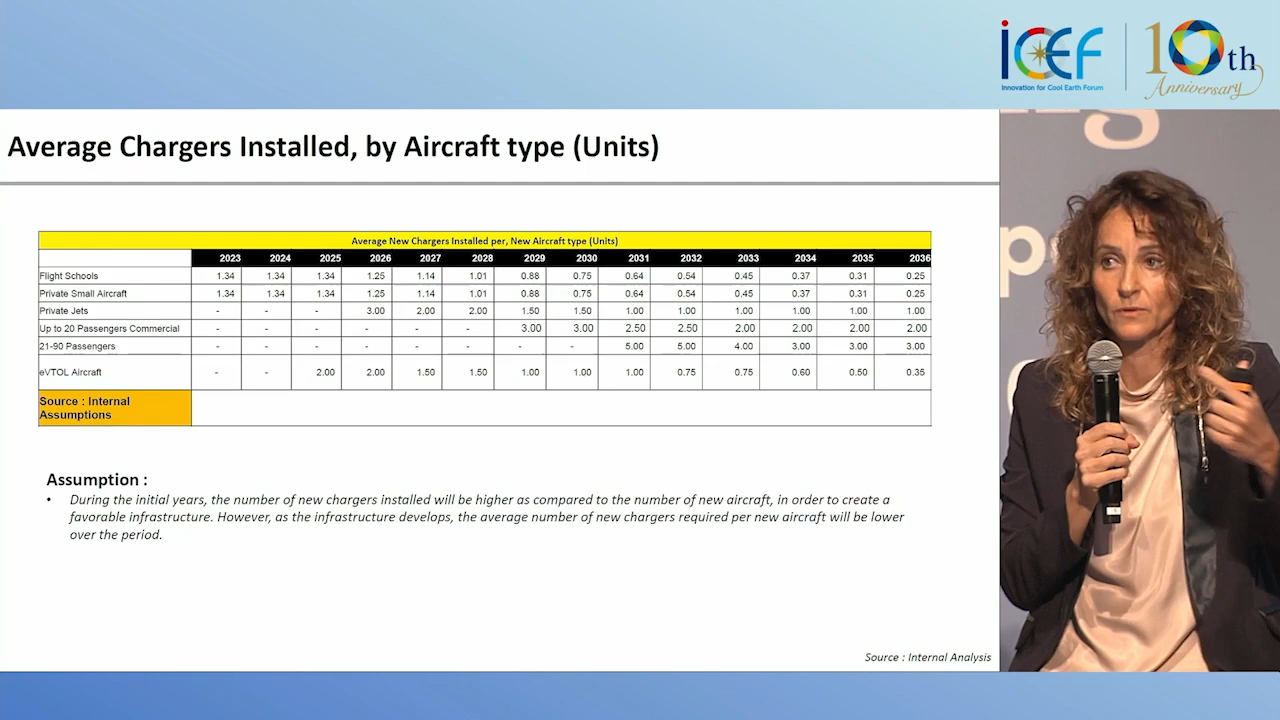 iCEF
Innovation for Cool Earth Forum
10th
Anniversary
Average Chargers Installed, by Aircraft type (Units)
Average New Chargers Installed per, New Aircraft type (Units)
2023 2024 2025 2026 2027 2028 2029 2030 2031 2032 2033 2034 2035 2036
Flight Schools 1.34 1.34 1.34 1.25 1.14 1.01 0.88 0.75 0.64 0.54 0.45 0.37 0.31 0.25
Private Small Aircraft 1.34 1.34 1.34 1.25 1.14 1.01 0.88 0.75 0.64 0.54 0.45 0.37 0.31 0.25
Private Jets - - - 3.00 2.00 2.00 1.50 1.50 1.00 1.00 1.00 1.00 1.00 1.00
Up to 20 Passengers Commercial - - - - - - 3.00 3.00 2.50 2.50 2.00 2.00 2.00 2.00
21-90 Passengers - - - - - - - - 5.00 5.00 4.00 3.00 3.00 3.00
eVTOL Aircraft - - 2.00 2.00 1.50 1.50 1.00 1.00 1.00 0.75 0.75 0.60 0.50 0.35
Source : Internal
Assumptions
Assumption :
• During the initial years, the number of new chargers installed will be higher as compared to the number of new aircraft, in order to create a
favorable infrastructure. However, as the infrastructure develops, the average number of new chargers required per new aircraft will be lower
over the period.
Source : Internal Analysis